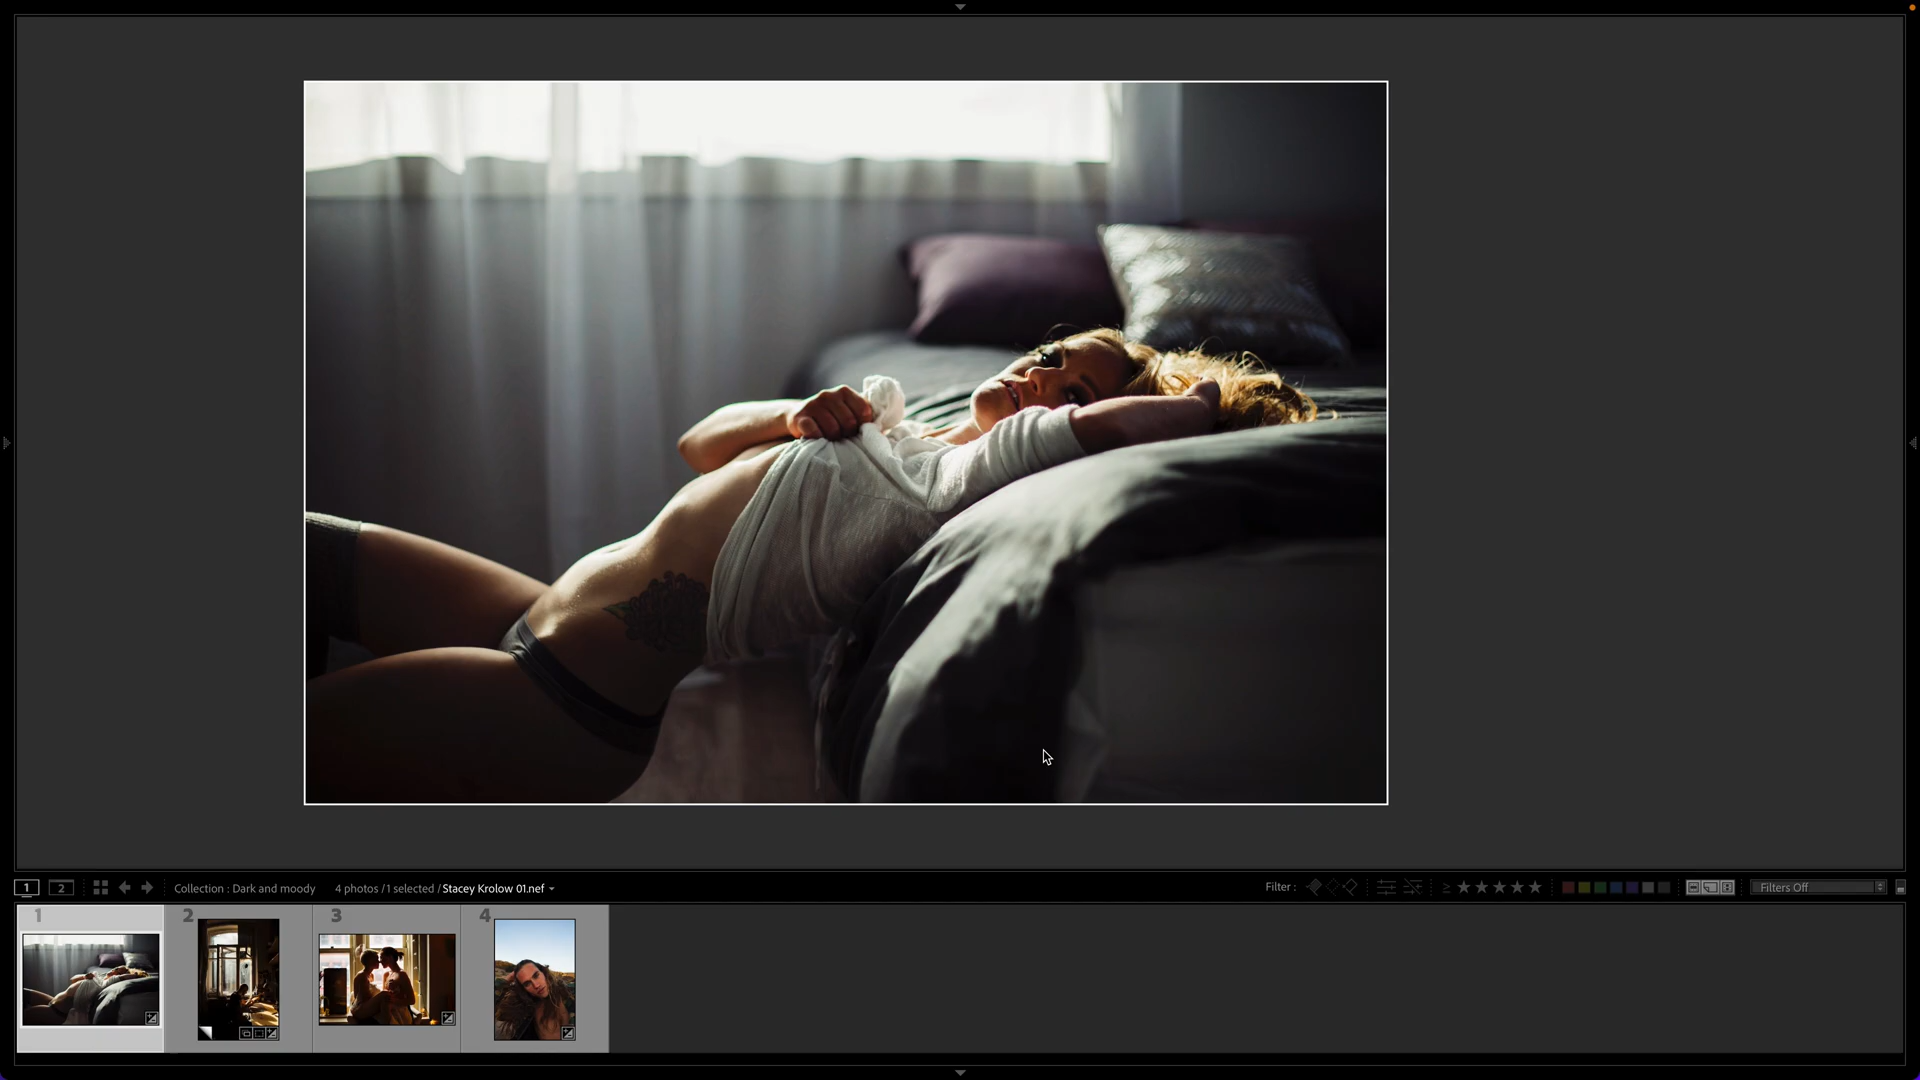 1 2 Collection : Dark and moody 4 photos /1 selected /Stacey Krolow 01.nef Filter : ≥ ★ ★ ★ ★ ★ Filters Off
1 2 3 4